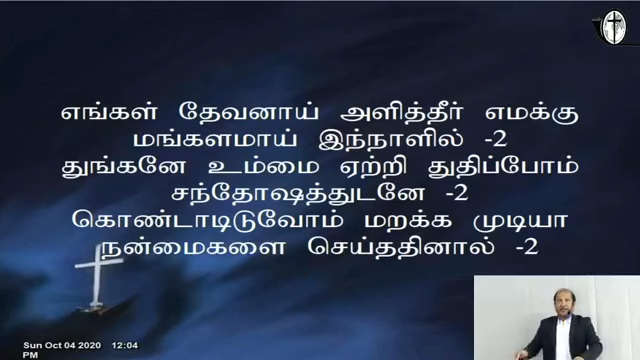 எங்கள் தேவனாய் அளித்தீர் எமக்கு
மங்களமாய் இந்நாளில் -2
துங்கனே உம்மை ஏற்றி துதிப்போம்
சந்தோஷத்துடனே -2
கொண்டாடிடுவோம் மறக்க முடியா
நன்மைகளை செய்ததினால் -2
Sun Oct 04 2020 12:04
PM